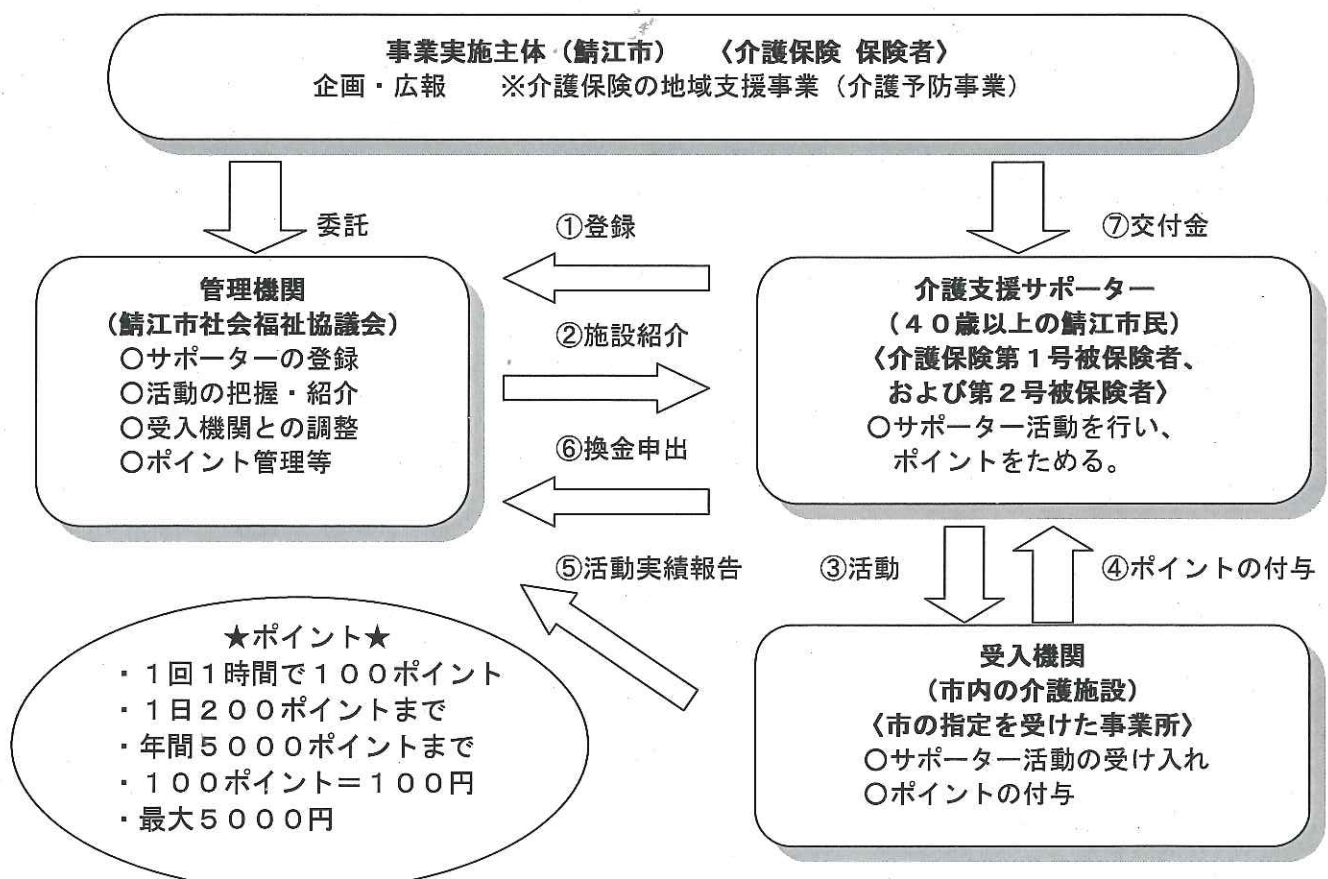 事業実施主体（鯖江市）　〈介護保険 保険者〉
企画・広報　※介護保険の地域支援事業（介護予防事業）
委託
①登録
⑦交付金
管理機関
（鯖江市社会福祉協議会）
○サポーターの登録
○活動の把握・紹介
○受入機関との調整
○ポイント管理等
②施設紹介
⑥換金申出
⑤活動実績報告
介護支援サポーター
（４０歳以上の鯖江市民）
〈介護保険第１号被保険者、
および第２号被保険者〉
○サポーター活動を行い、
ポイントをためる。
③活動
④ポイントの付与
★ポイント★
・１回１時間で１００ポイント
・１日２００ポイントまで
・年間５０００ポイントまで
・１００ポイント＝１００円
・最大５０００円
受入機関
（市内の介護施設）
〈市の指定を受けた事業所〉
○サポーター活動の受け入れ
○ポイントの付与